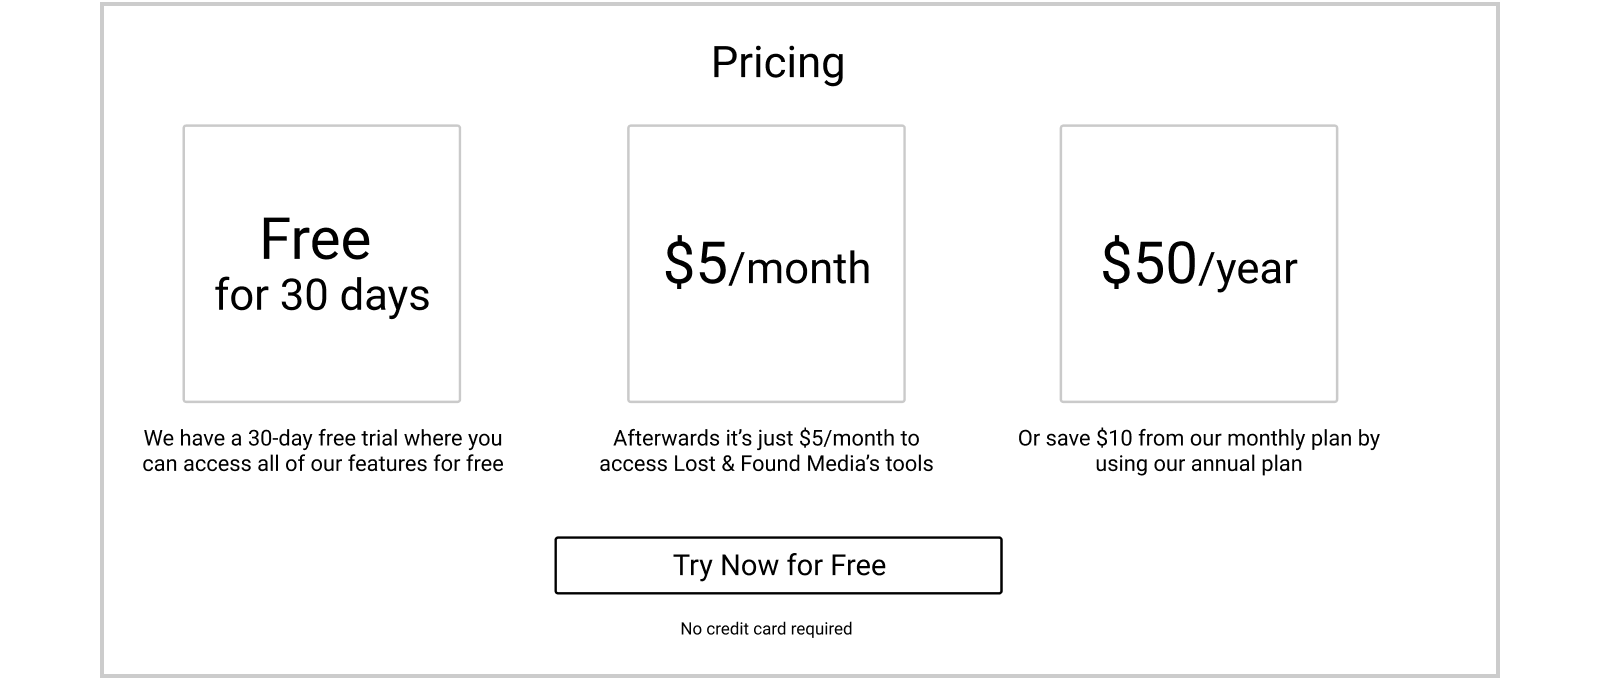 Pricing
Free
for 30 days
We have a 30-day free trial where you
can access all of our features for free
$5/month
Afterwards it’s just $5/month to
access Lost & Found Media’s tools
$50/year
Or save $10 from our monthly plan by
using our annual plan
Try Now for Free
No credit card required